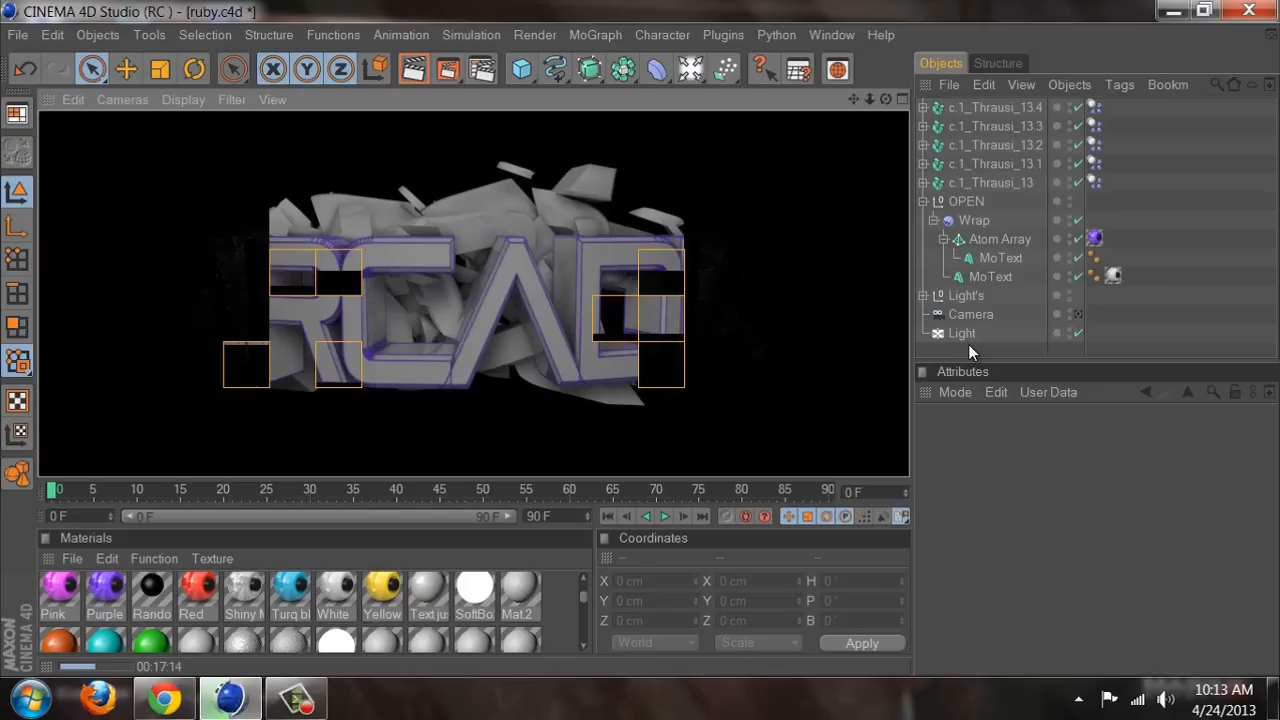 CINEMA 4D Studio (RC ) - [ruby.c4d *]
File Edit Objects Tools Selection Structure Functions Animation Simulation Render MoGraph Character Plugins Python Window Help
Objects Structure
File Edit View Objects Tags Bookm
Edit Cameras Display Filter View
c.1_Thrausi_13.4
c.1_Thrausi_13.3
c.1_Thrausi_13.2
c.1_Thrausi_13.1
c.1_Thrausi_13
OPEN
Wrap
Atom Array
MoText
MoText
Light's
Camera
Light
Attributes
Mode Edit User Data
0 5 10 15 20 25 30 35 40 45 50 55 60 65 70 75 80 85 90 0 F
0 F 0 F 90 F 90 F
Materials
File Edit Function Texture
Pink Purple Rando Red Shiny M Turq bl White Yellow Text jus SoftBo Mat.2
Coordinates
-- -- --
X 0 cm X 0 cm H 0°
Y 0 cm Y 0 cm P 0°
Z 0 cm Z 0 cm B 0°
World Scale Apply
MAXON
CINEMA 4D
00:17:14
10:13 AM
4/24/2013